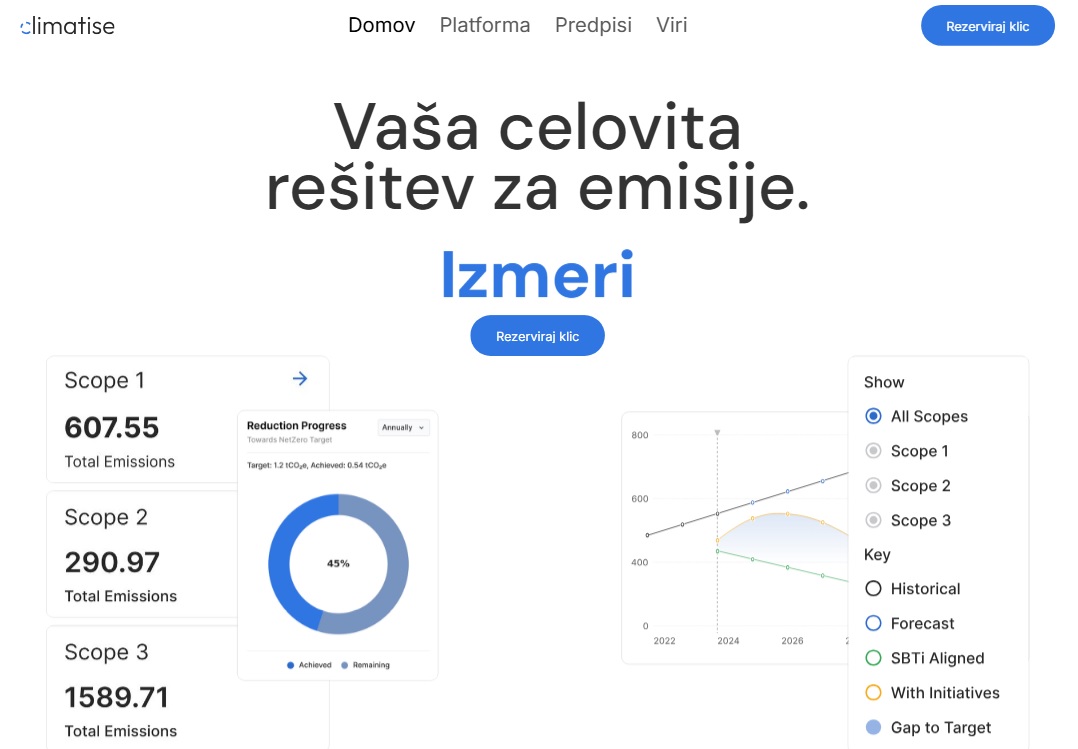 climatise
Domov Platforma Predpisi Viri
Rezerviraj klic
Vaša celovita
rešitev za emisije.
Izmeri
Rezerviraj klic
Scope 1
607.55
Total Emissions
Scope 2
290.97
Total Emissions
Scope 3
1589.71
Total Emissions
Reduction Progress
Annually
Towards NetZero Target
Target: 1.2 tCO₂e, Achieved: 0.54 tCO₂e
45%
Achieved Remaining
800
600
400
0
2022 2024 2026 2
Show
All Scopes
Scope 1
Scope 2
Scope 3
Key
Historical
Forecast
SBTi Aligned
With Initiatives
Gap to Target